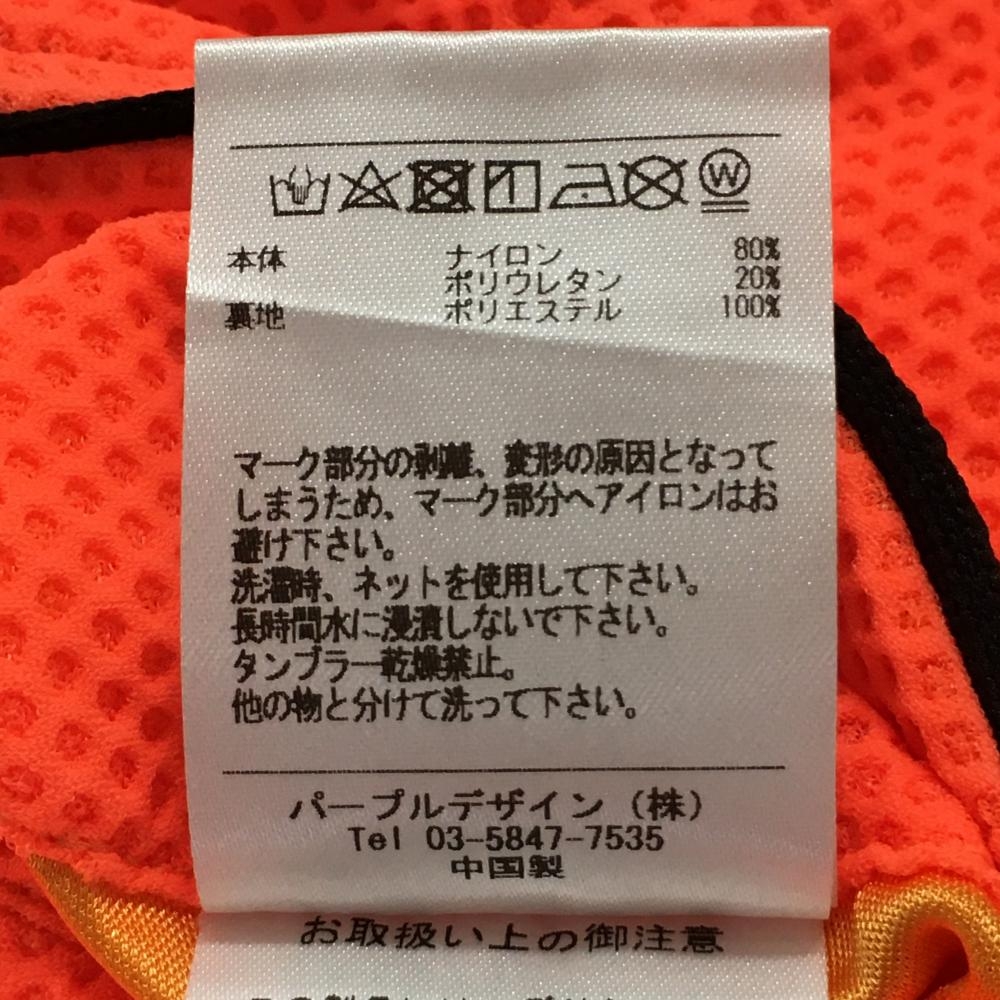 W
本体 ナイロン 80%
ポリウレタン 20%
裏地 ポリエステル 100%
マーク部分の剥離、変形の原因となって
しまうため、マーク部分へアイロンはお
避け下さい。
洗濯時、ネットを使用して下さい。
長時間水に浸漬しないで下さい。
タンブラー乾燥禁止。
他の物と分けて洗って下さい。
パープルデザイン（株）
Tel 03-5847-7535
中国製
お取扱い上の御注意